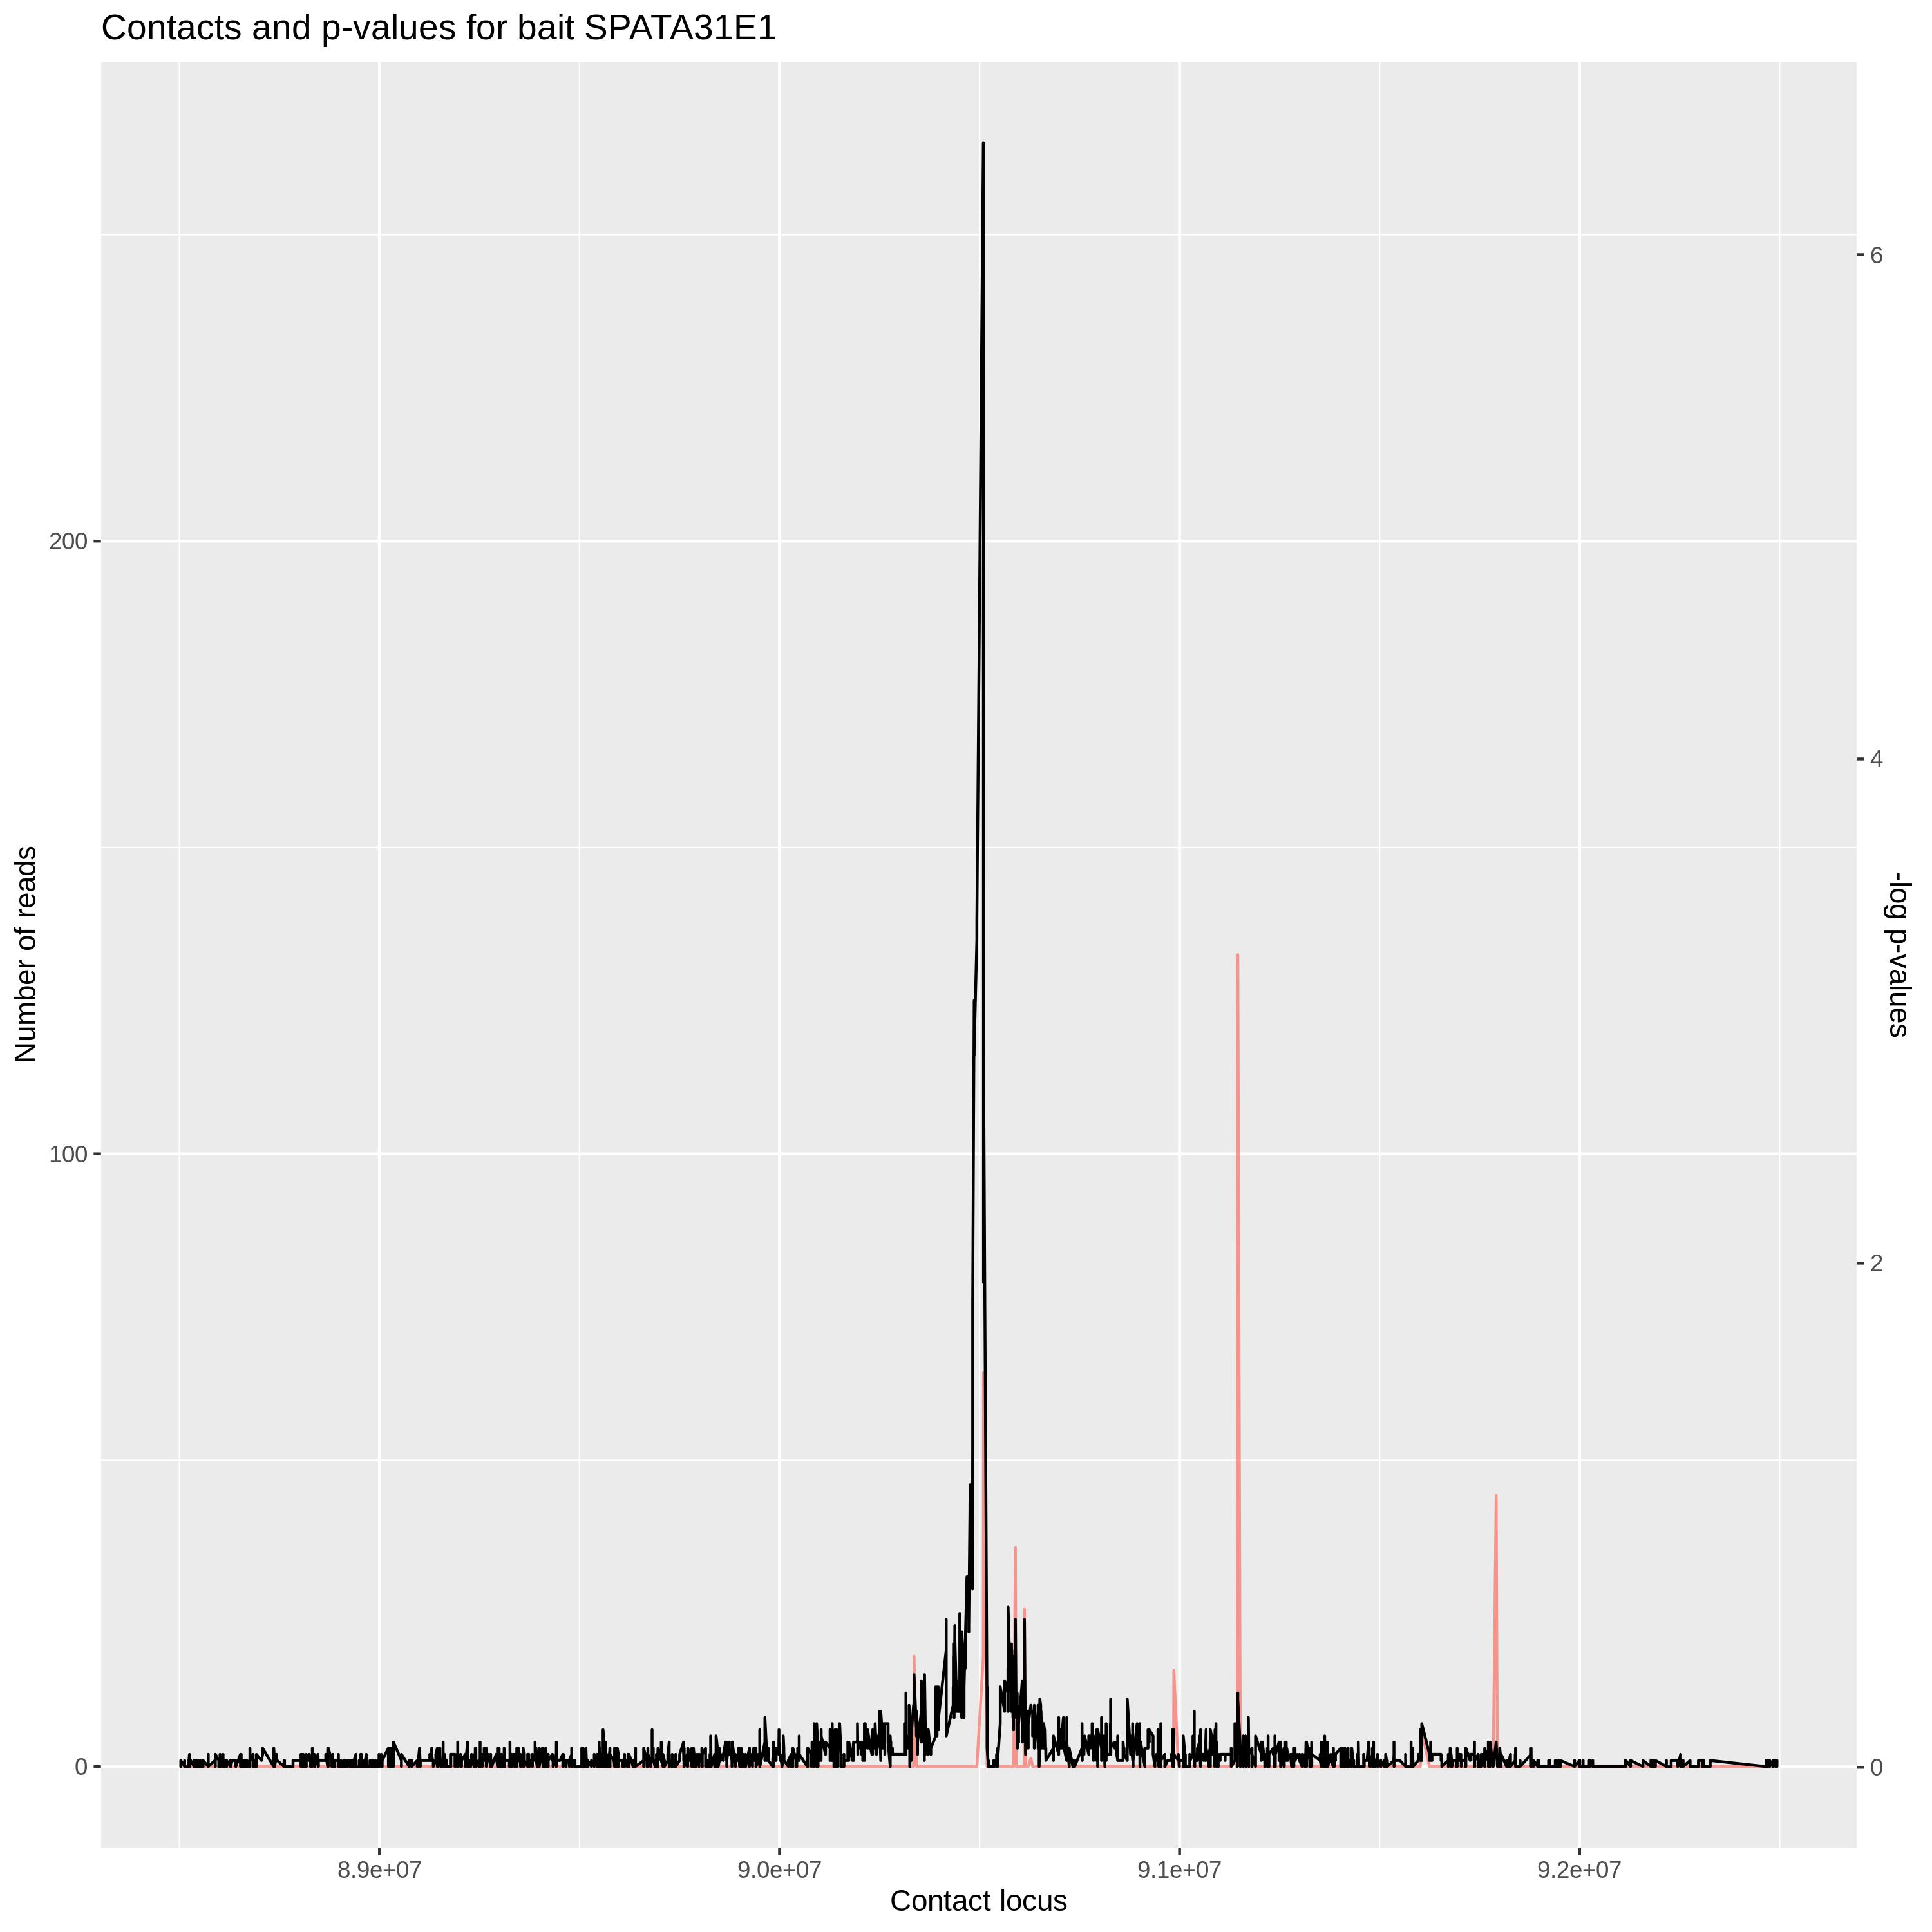 Contacts and p-values for bait SPATA31E1
Number of reads
200
100
0
6
4
2
0
-log p-values
8.9e+07
9.0e+07
9.1e+07
9.2e+07
Contact locus